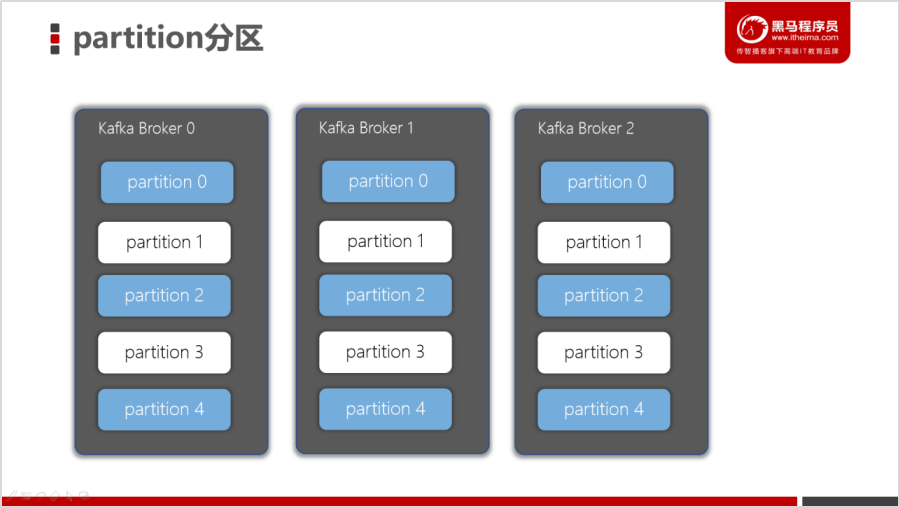 partition分区
黑马程序员
www.itheima.com
传智播客旗下高端IT教育品牌
Kafka Broker 0
partition 0
partition 1
partition 2
partition 3
partition 4
Kafka Broker 1
partition 0
partition 1
partition 2
partition 3
partition 4
Kafka Broker 2
partition 0
partition 1
partition 2
partition 3
partition 4